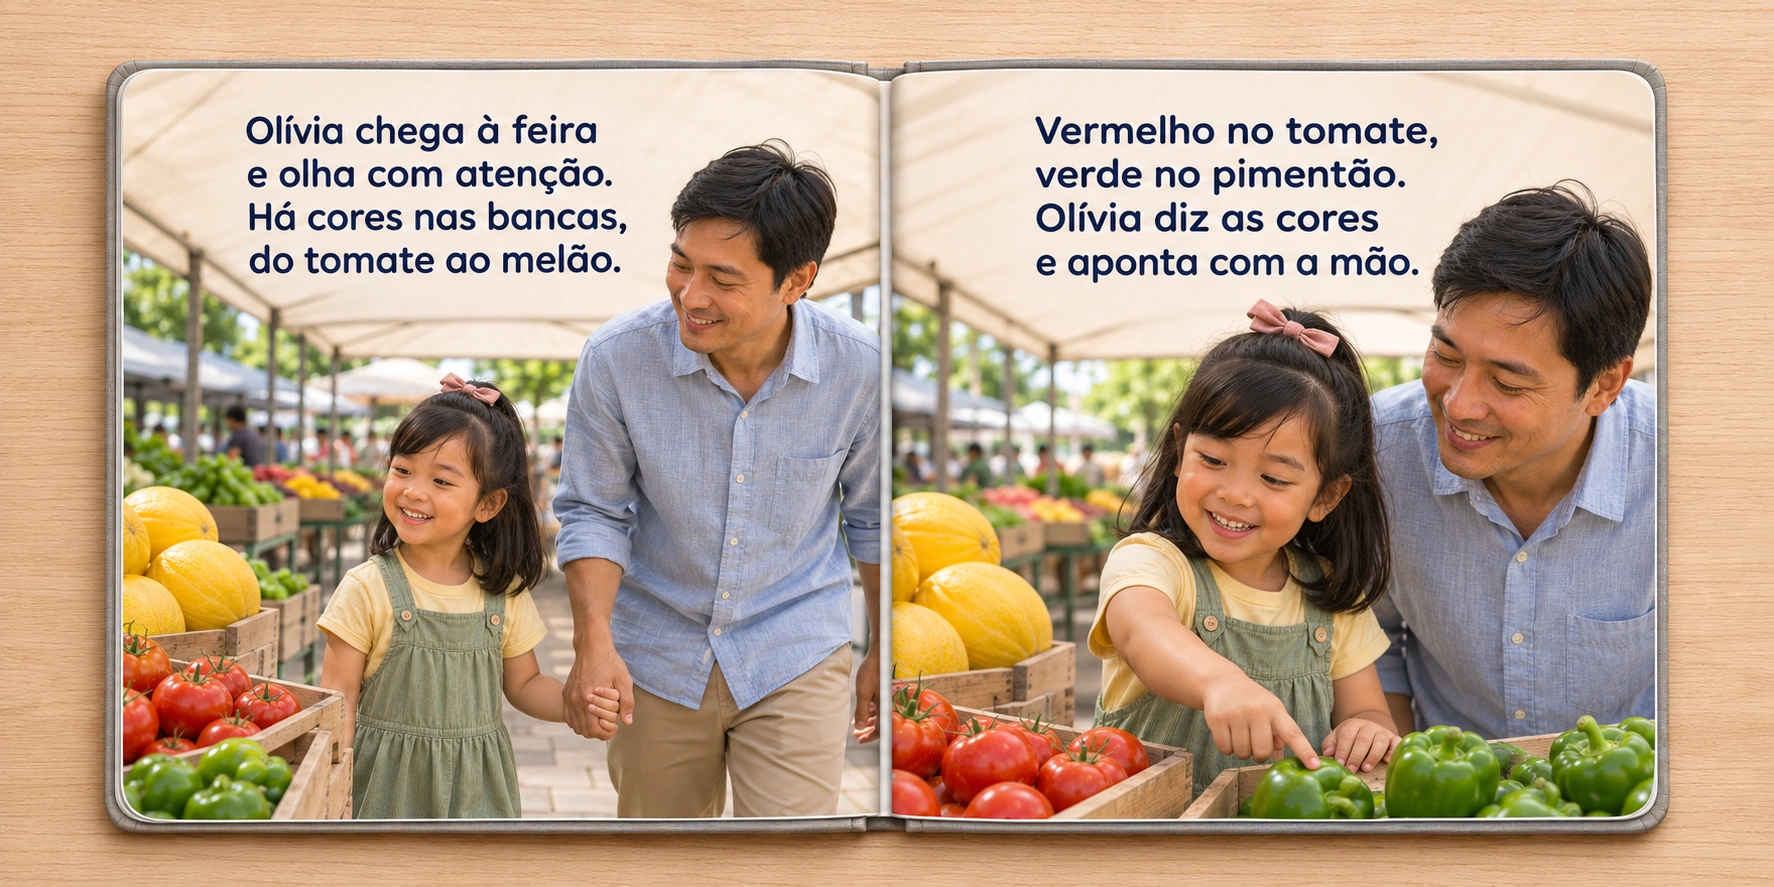 Olívia chega à feira
e olha com atenção.
Há cores nas bancas,
do tomate ao melão.
Vermelho no tomate,
verde no pimentão.
Olívia diz as cores
e aponta com a mão.